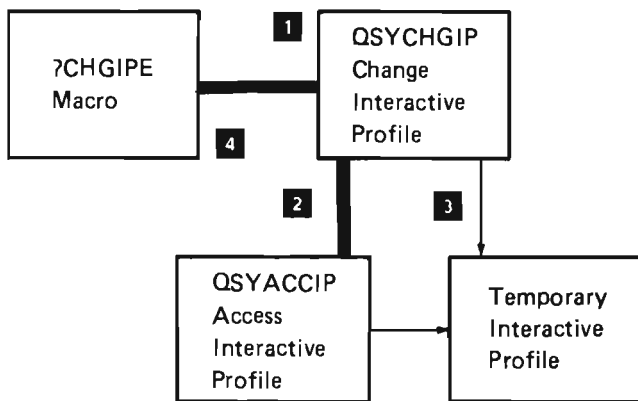 1
?CHGIPE
Macro
QSYCHGIP
Change
Interactive
Profile
4
2
3
QSYACCIP
Access
Interactive
Profile
Temporary
Interactive
Profile